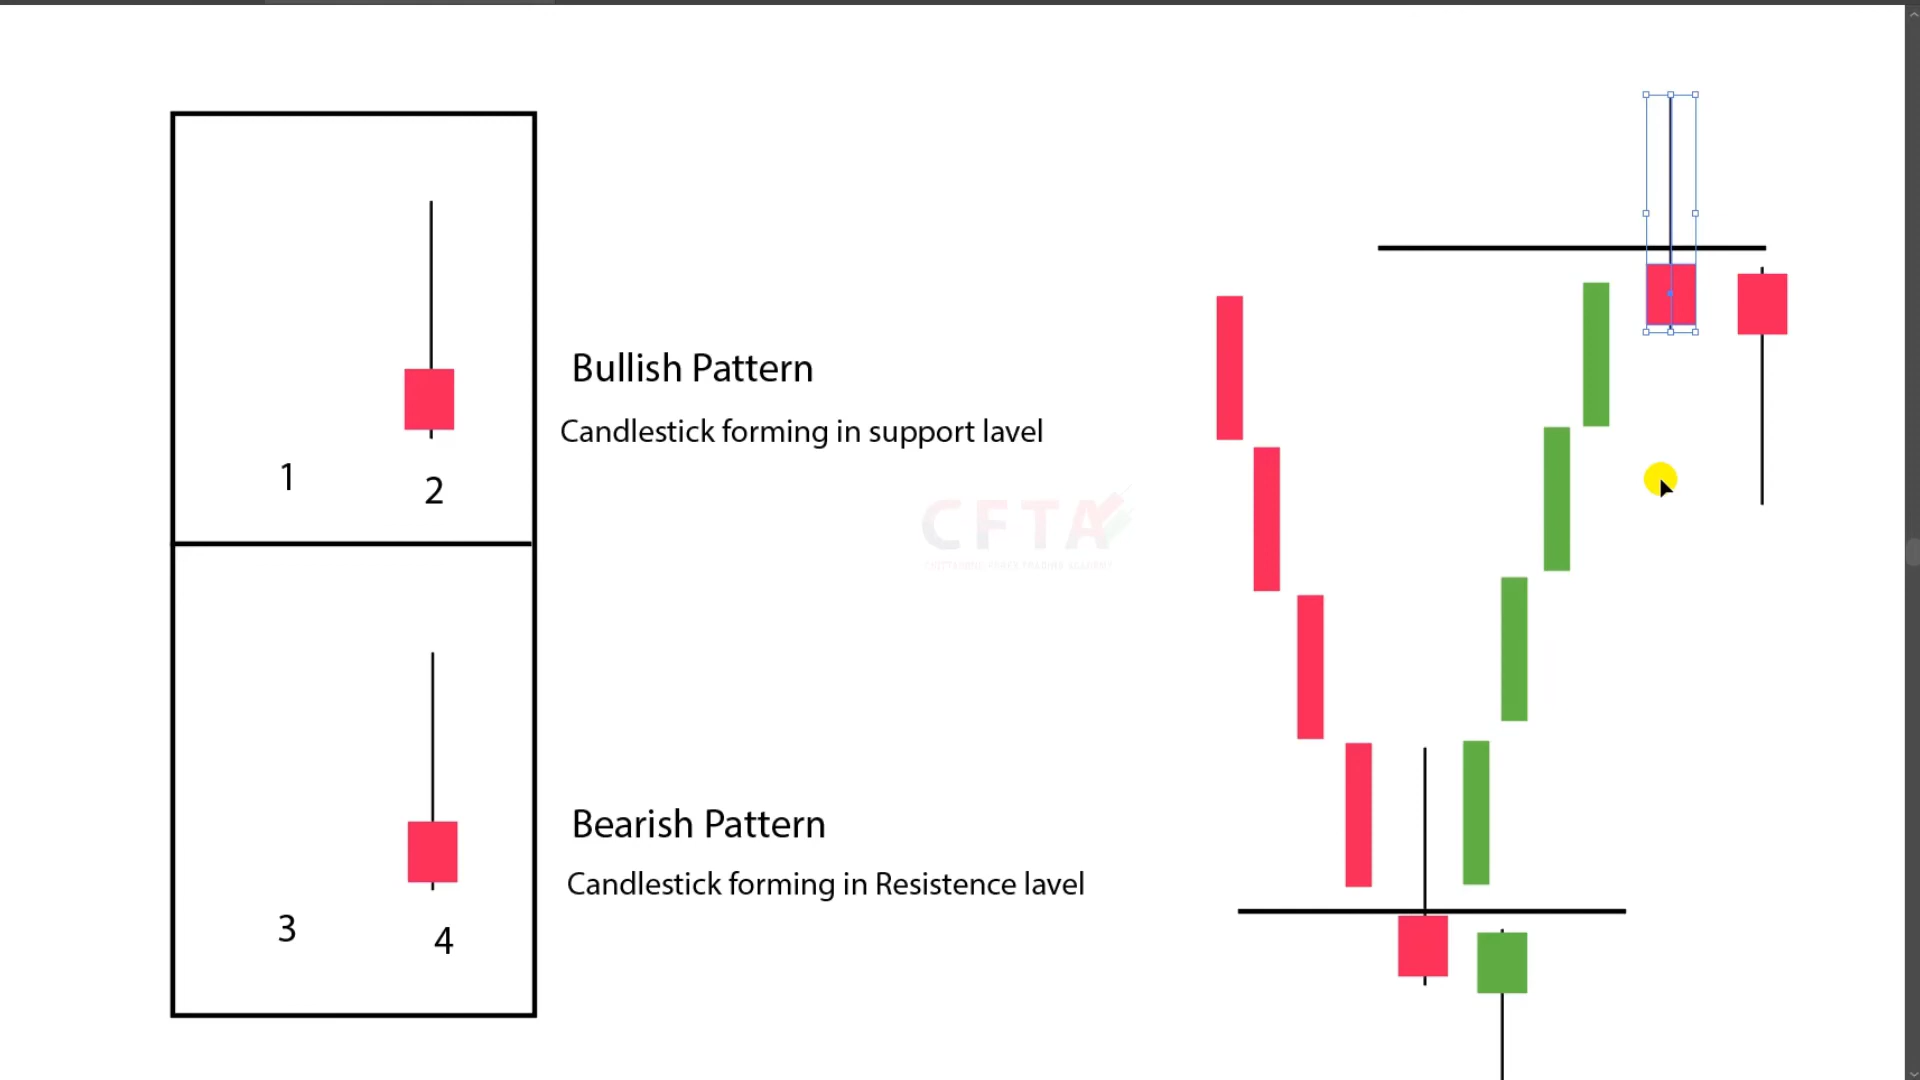 Bullish Pattern
Candlestick forming in support lavel
1
2
CFTA
Bearish Pattern
Candlestick forming in Resistence lavel
3
4